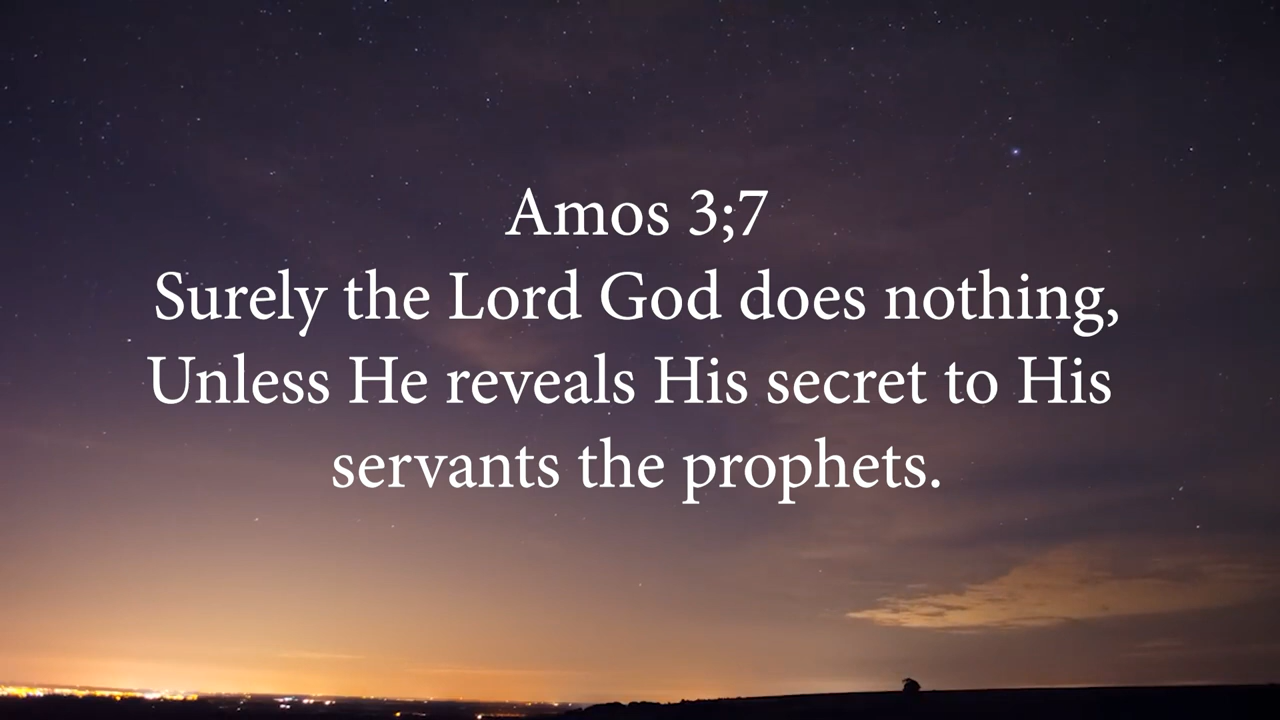 Amos 3;7
Surely the Lord God does nothing,
Unless He reveals His secret to His
servants the prophets.